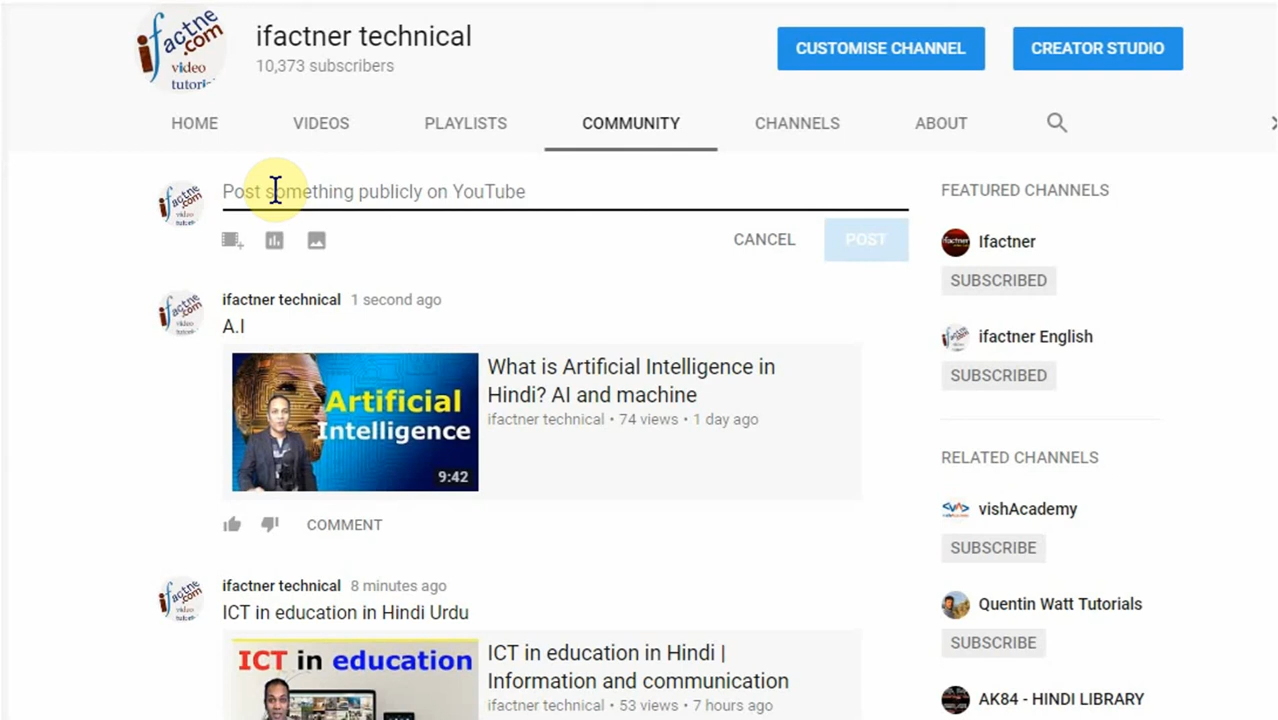 ifactne
.com
video
tutori
ifactner technical
10,373 subscribers
CUSTOMISE CHANNEL
CREATOR STUDIO
HOME
VIDEOS
PLAYLISTS
COMMUNITY
CHANNELS
ABOUT
Post something publicly on YouTube
CANCEL
POST
ifactner technical 1 second ago
A.I
Artificial
Intelligence
9:42
What is Artificial Intelligence in
Hindi? AI and machine
ifactner technical • 74 views • 1 day ago
COMMENT
ifactner technical 8 minutes ago
ICT in education in Hindi Urdu
ICT in education
ICT in education in Hindi |
Information and communication
ifactner technical • 53 views • 7 hours ago
FEATURED CHANNELS
Ifactner
SUBSCRIBED
ifactner English
SUBSCRIBED
RELATED CHANNELS
vishAcademy
SUBSCRIBE
Quentin Watt Tutorials
SUBSCRIBE
AK84 - HINDI LIBRARY